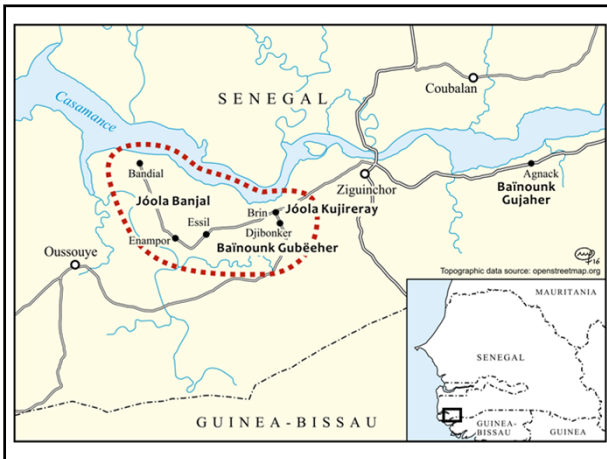 Coubalan
SENEGAL
Casamance
Bandial
Agnack
Ziguinchor
Baïnounk
Gujaher
Jóola Banjal
Essil
Brin
Jóola Kujireray
Djibonker
Enampor
Baïnounk Gubëeher
Oussouye
16
Topographic data source: openstreetmap.org
MAURITANIA
SENEGAL
GUINEA-BISSAU
GUINEA-
BISSAU
GUINEA